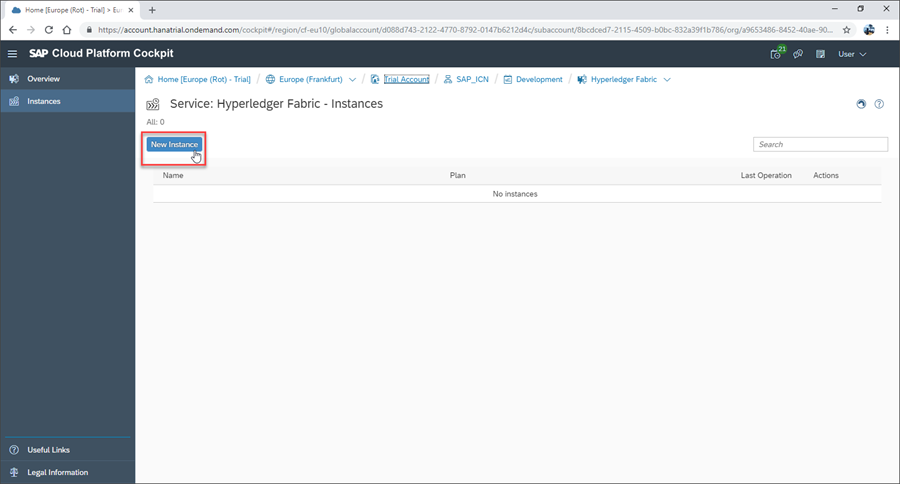 Home [Europe (Rot) - Trial] > Eur
https://account.hanatrial.ondemand.com/cockpit#/region/cf-eu10/globalaccount/d088d743-2122-4770-8792-0147b6212d4c/subaccount/8bcdced7-2115-4509-b0bc-832a39f1b786/org/a9653486-8452-40ae-90...
SAP Cloud Platform Cockpit
21
User
Overview
Instances
Home [Europe (Rot) - Trial] / Europe (Frankfurt) / Trial Account / SAP_ICN / Development / Hyperledger Fabric
Service: Hyperledger Fabric - Instances
All: 0
New Instance
Search
Name Plan Last Operation Actions
No instances
Useful Links
Legal Information